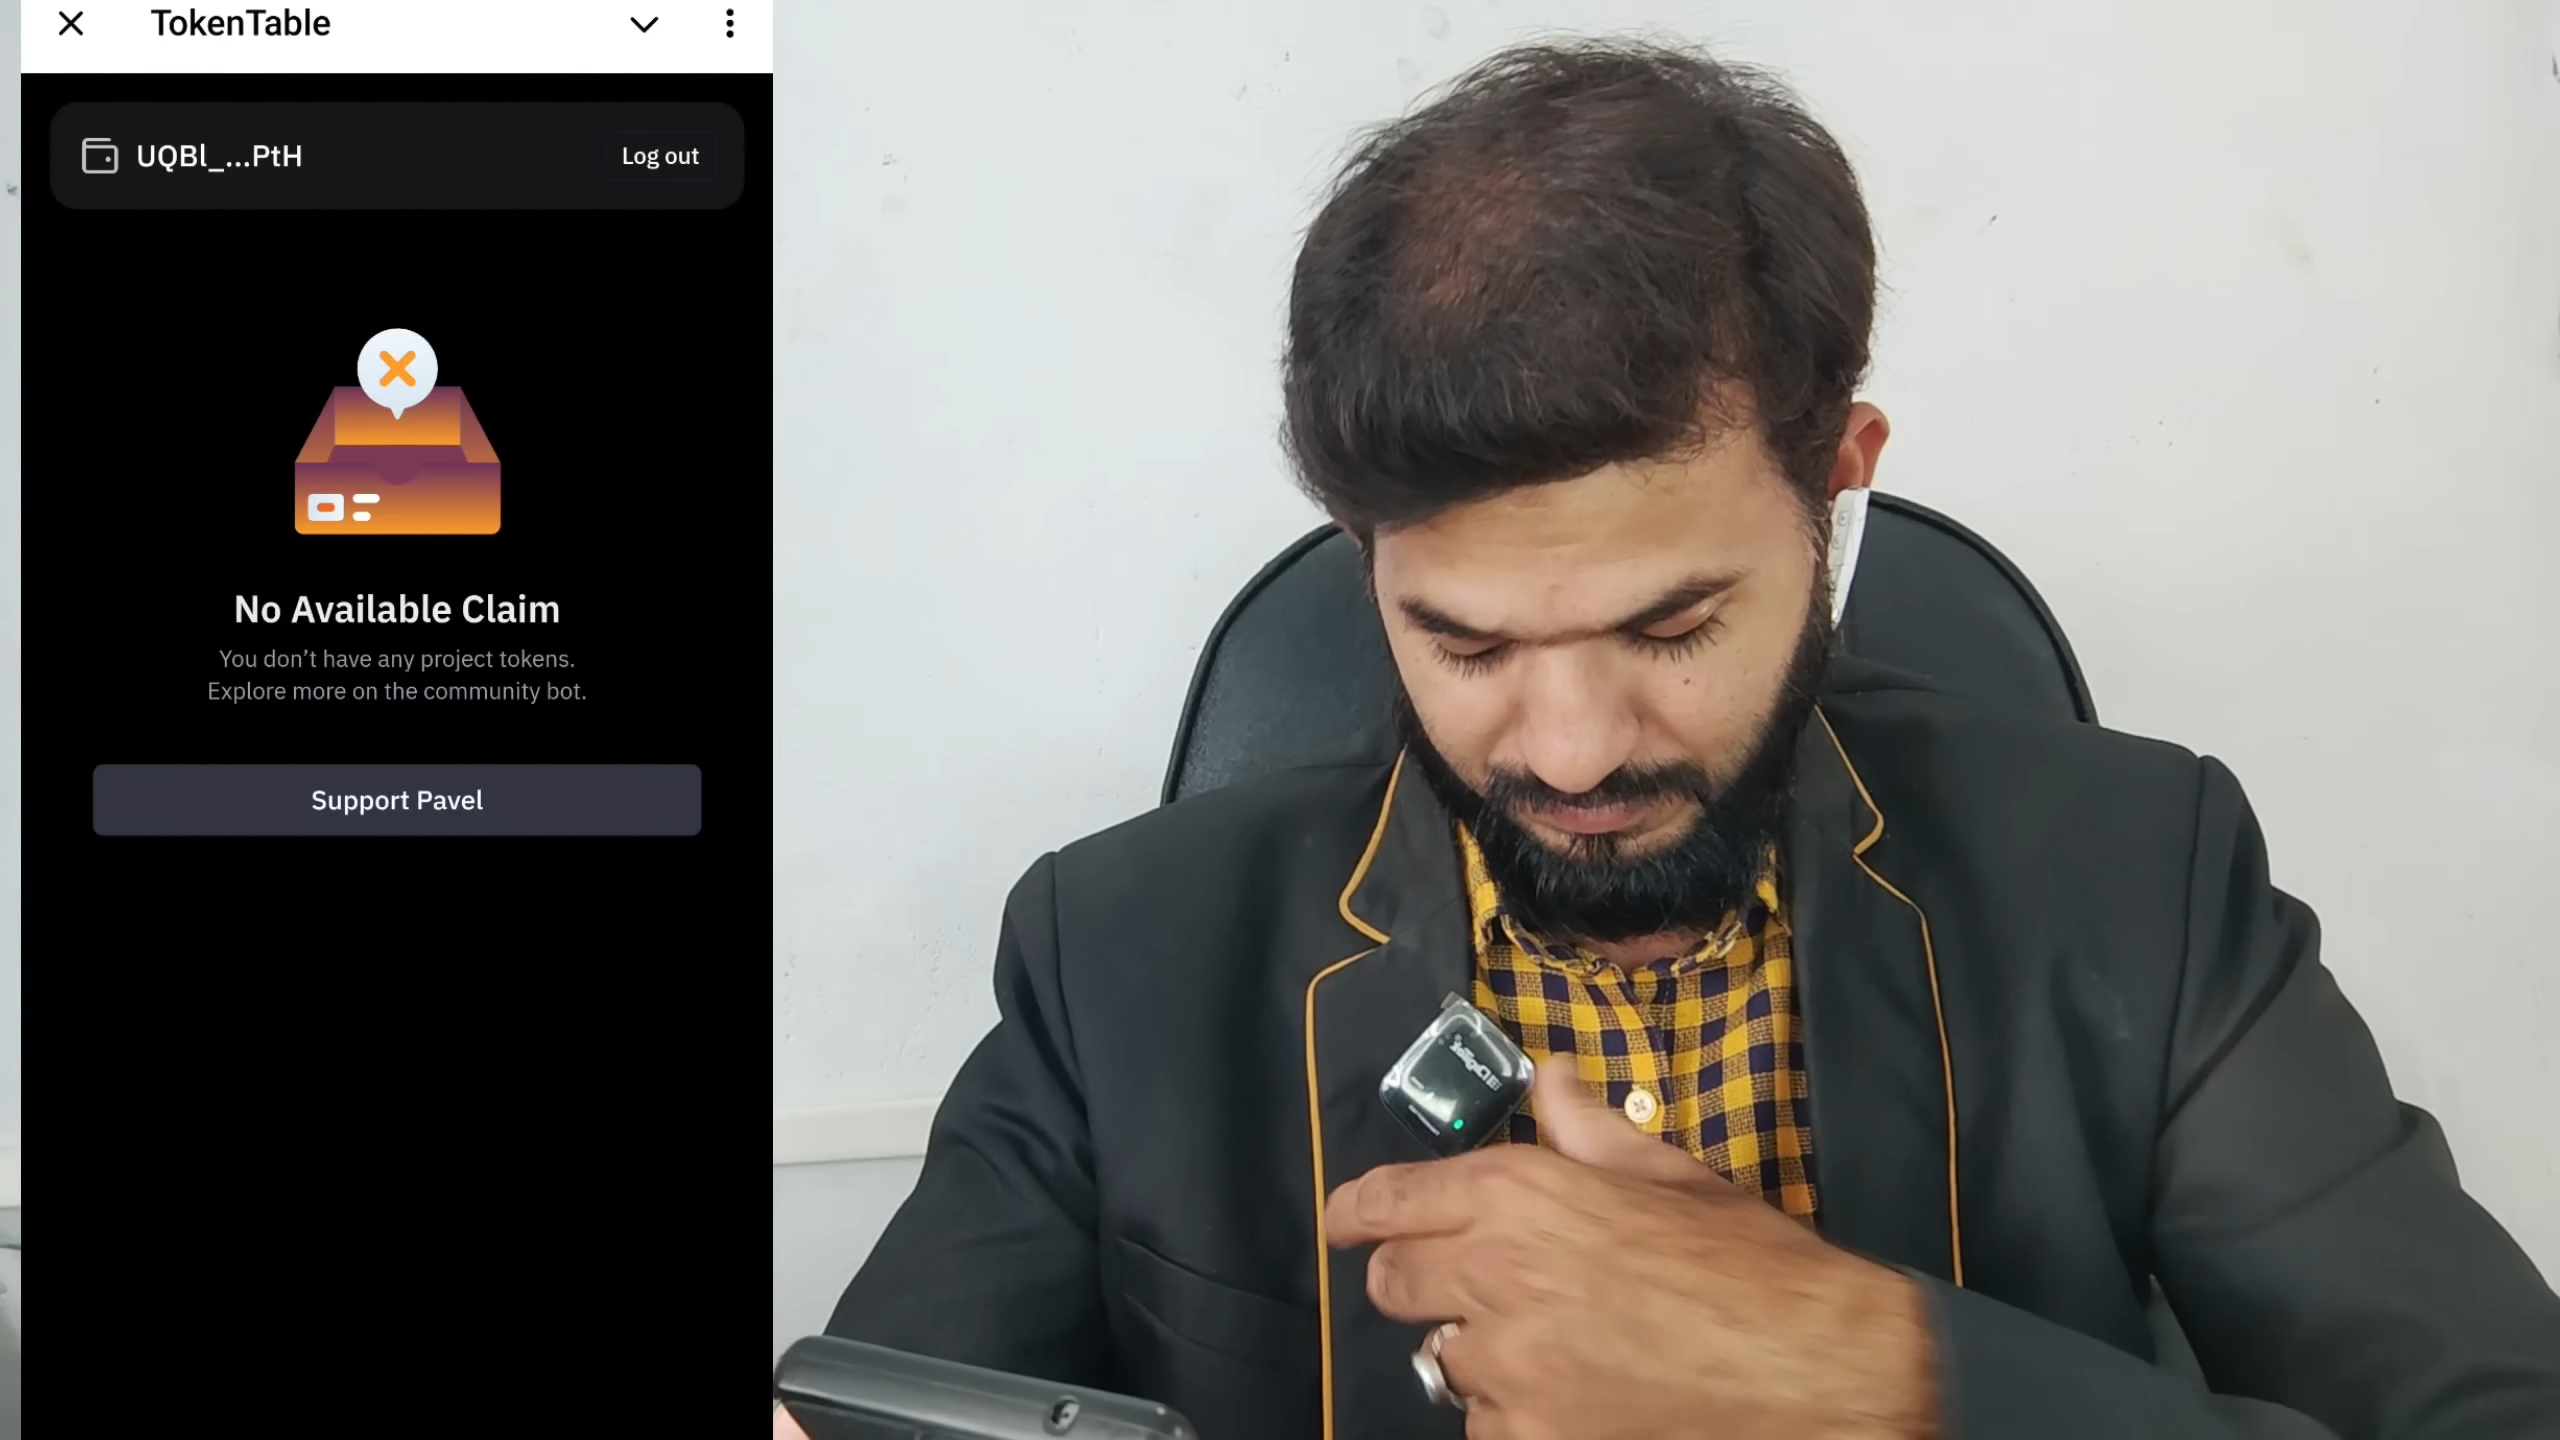 TokenTable
UQBl_...PtH
Log out
No Available Claim
You don't have any project tokens.
Explore more on the community bot.
Support Pavel